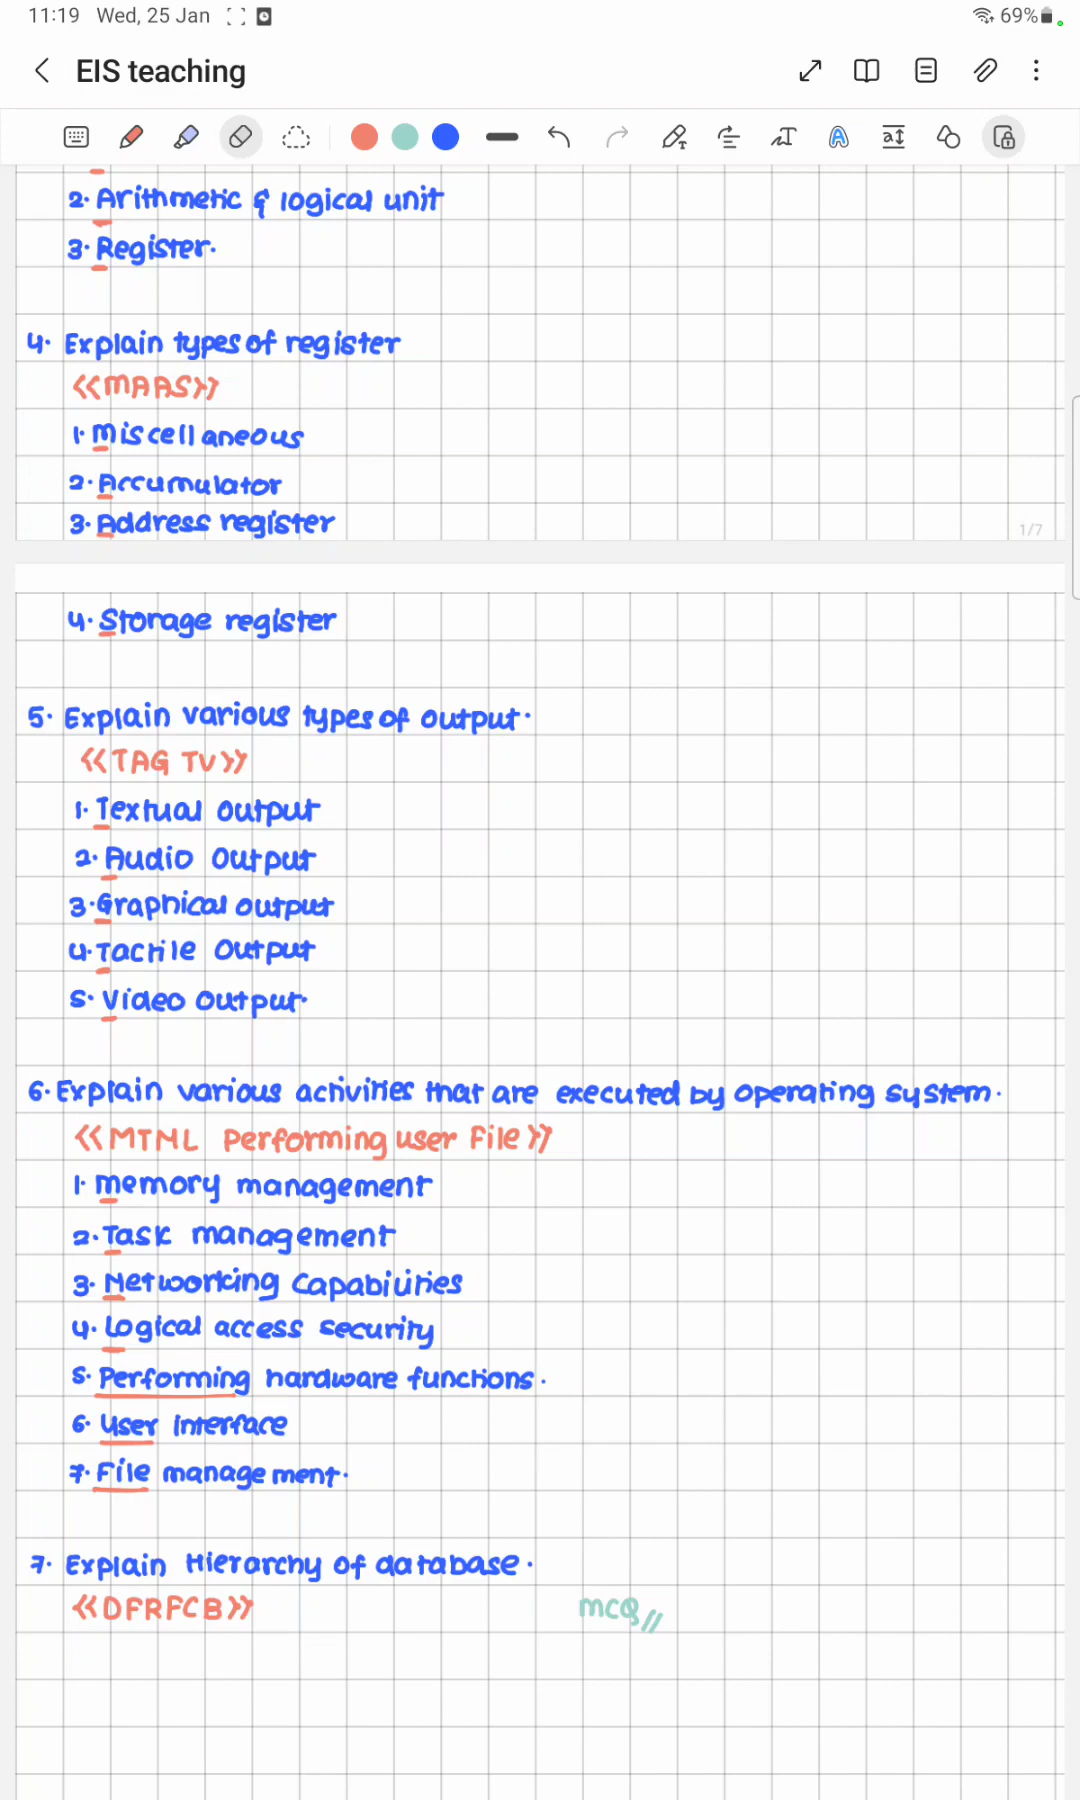 11:19 Wed, 25 Jan
69%
EIS teaching
2. Arithmetic & logical unit
3. Register.
4. Explain types of register
<<MAAS>>
1. Miscellaneous
2. Accumulator
3. Address register
1/7
4. Storage register
5. Explain various types of output.
<<TAG TV>>
1. Textual output
2. Audio output
3. Graphical output
4. Tactile output
5. Video output.
6. Explain various activities that are executed by operating system.
<<MTNL Performing user File>>
1. memory management
2. Task management
3. Networking capabilities
4. Logical access security
5. Performing hardware functions.
6. User interface
7. File management.
7. Explain Hierarchy of database.
<<DFRFCB>>
MCQ//